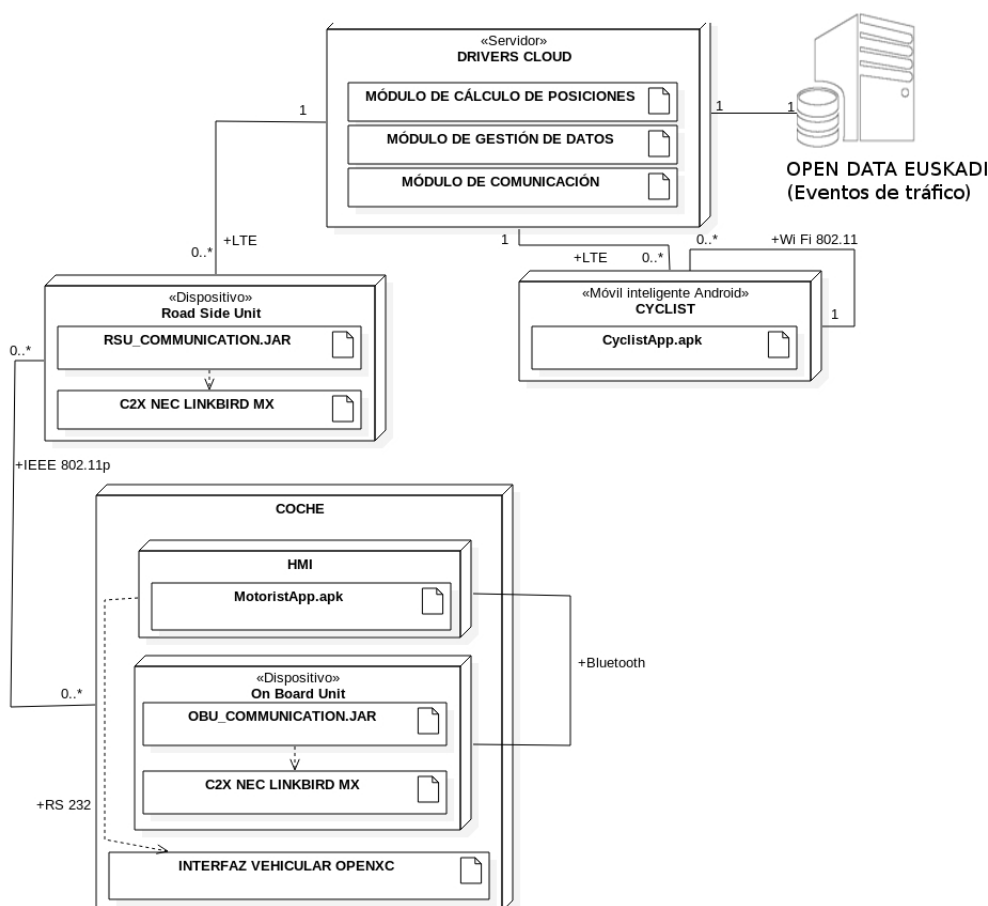 «Servidor»
DRIVERS CLOUD
MÓDULO DE CÁLCULO DE POSICIONES
MÓDULO DE GESTIÓN DE DATOS
MÓDULO DE COMUNICACIÓN
1
1
1
OPEN DATA EUSKADI
(Eventos de tráfico)
+LTE
0..*
1
+LTE
0..*
0..*
+Wi Fi 802.11
1
«Dispositivo»
Road Side Unit
RSU_COMMUNICATION.JAR
C2X NEC LINKBIRD MX
«Móvil inteligente Android»
CYCLIST
CyclistApp.apk
0..*
+IEEE 802.11p
0..*
COCHE
HMI
MotoristApp.apk
+Bluetooth
«Dispositivo»
On Board Unit
OBU_COMMUNICATION.JAR
C2X NEC LINKBIRD MX
+RS 232
INTERFAZ VEHICULAR OPENXC